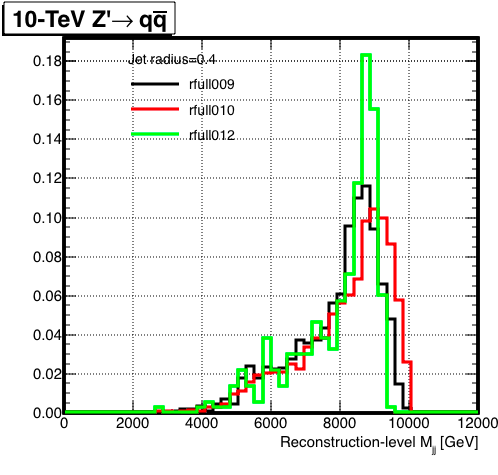 10-TeV Z'→ qq̅
Jet radius=0.4
rfull009
rfull010
rfull012
0.18
0.16
0.14
0.12
0.10
0.08
0.06
0.04
0.02
0.00
0 2000 4000 6000 8000 10000 12000
Reconstruction-level Mjj [GeV]